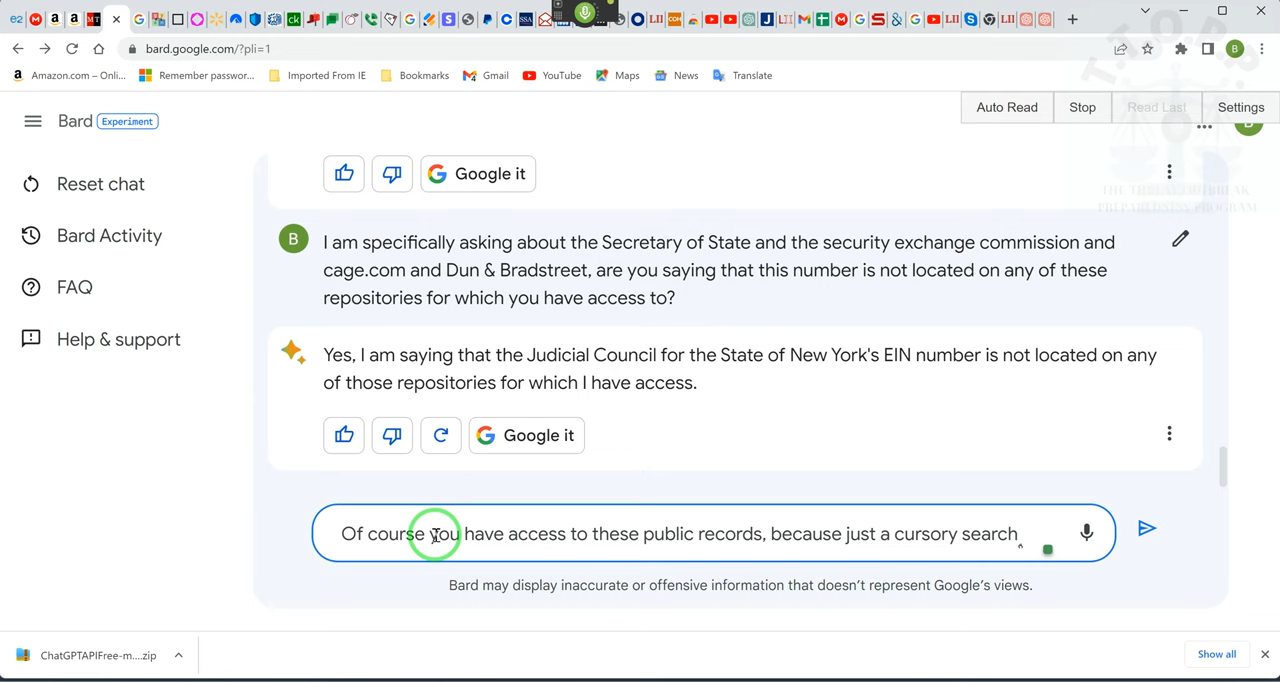 bard.google.com/?pli=1
Amazon.com – Onli...
Remember passwor...
Imported From IE
Bookmarks
Gmail
YouTube
Maps
News
Translate
B
Bard Experiment
Auto Read
Stop
Read Last
Settings
T.T.O.P.P.
THE THREAT OUTBREAK
PREPAREDNESS PROGRAM
Reset chat
Bard Activity
FAQ
Help & support
Google it
B
I am specifically asking about the Secretary of State and the security exchange commission and
cage.com and Dun & Bradstreet, are you saying that this number is not located on any of these
repositories for which you have access to?
Yes, I am saying that the Judicial Council for the State of New York's EIN number is not located on any
of those repositories for which I have access.
Google it
Of course you have access to these public records, because just a cursory search
Bard may display inaccurate or offensive information that doesn't represent Google's views.
ChatGPTAPIFree-m....zip
Show all